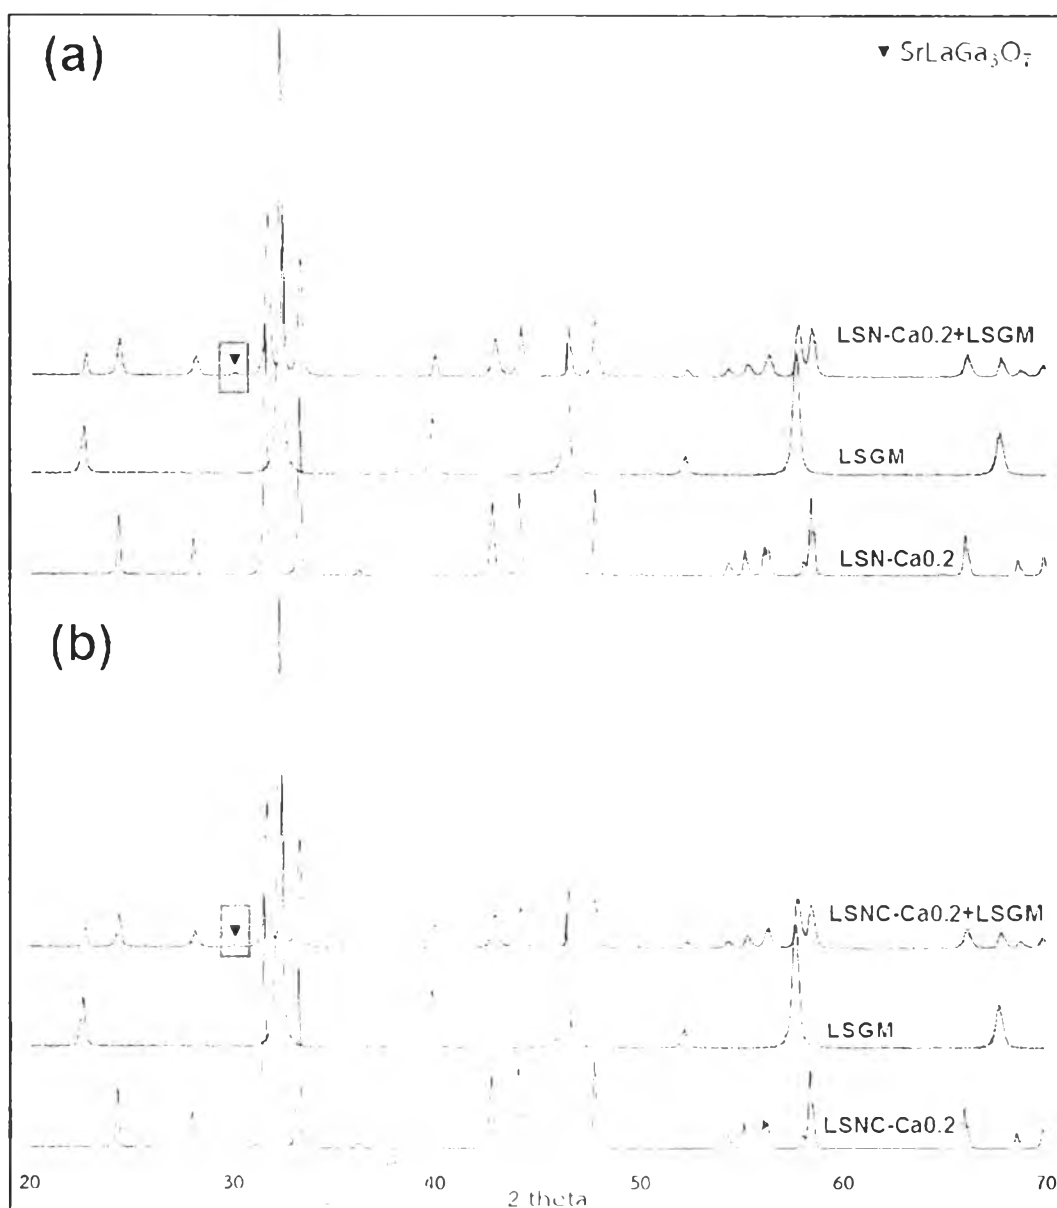 (a)
▼ SrLaGa₃O₇
LSN-Ca0.2+LSGM
LSGM
LSN-Ca0.2
(b)
LSNC-Ca0.2+LSGM
LSGM
LSNC-Ca0.2
20 30 40 50 60 70
2 theta